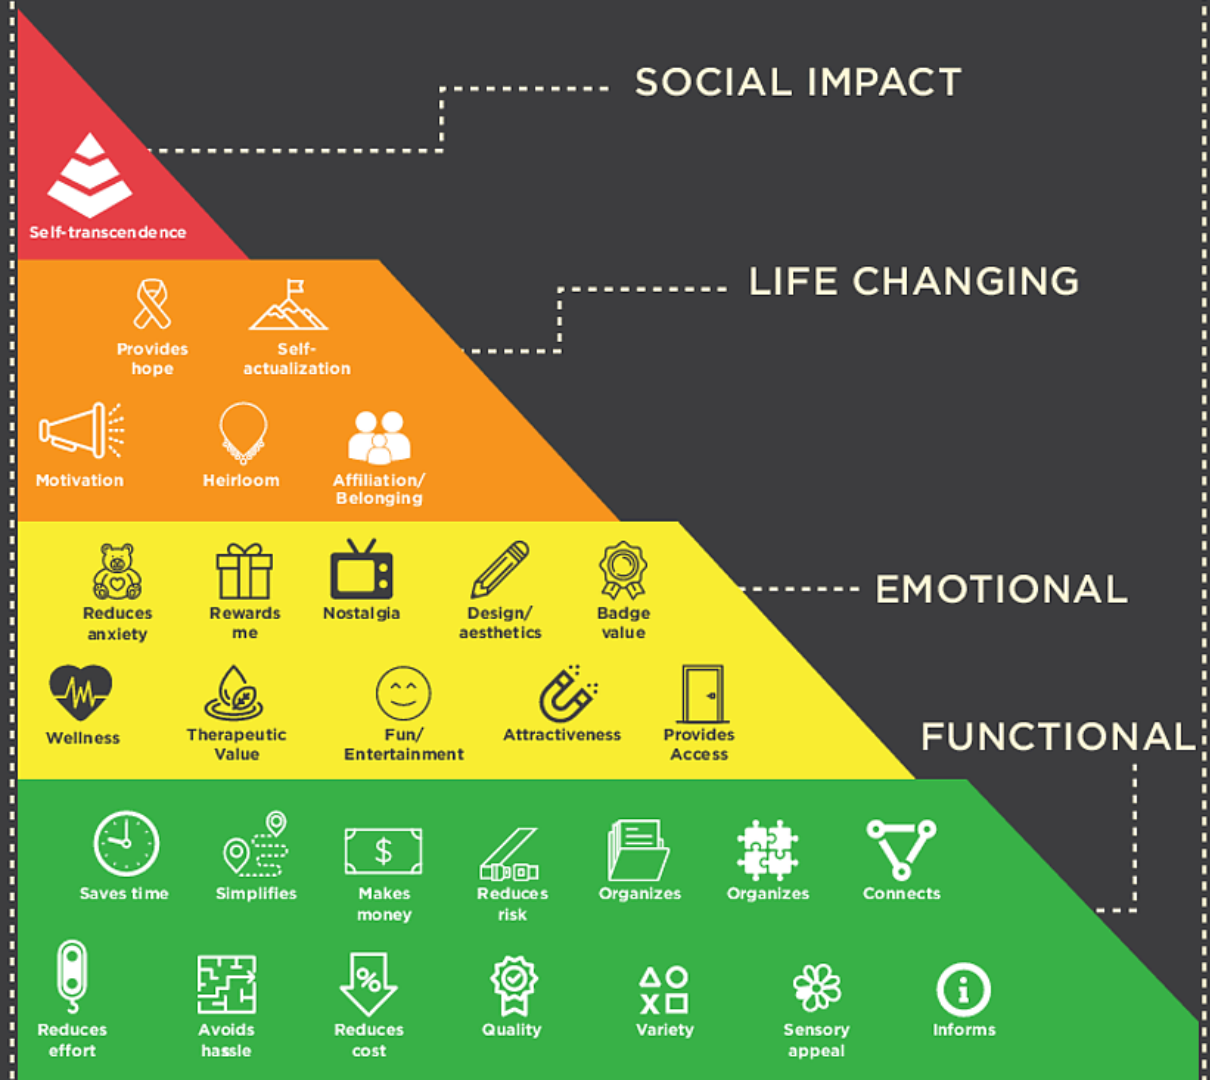 SOCIAL IMPACT
Self-transcendence
LIFE CHANGING
Provides
hope
Self-
actualization
Motivation
Heirloom
Affiliation/
Belonging
EMOTIONAL
Reduces
anxiety
Rewards
me
Nostalgia
Design/
aesthetics
Badge
value
Wellness
Therapeutic
Value
Fun/
Entertainment
Attractiveness
Provides
Access
FUNCTIONAL
Saves time
Simplifies
$
Makes
money
Reduces
risk
Organizes
Organizes
Connects
Reduces
effort
Avoids
hassle
%
Reduces
cost
Quality
X
Variety
Sensory
appeal
i
Informs